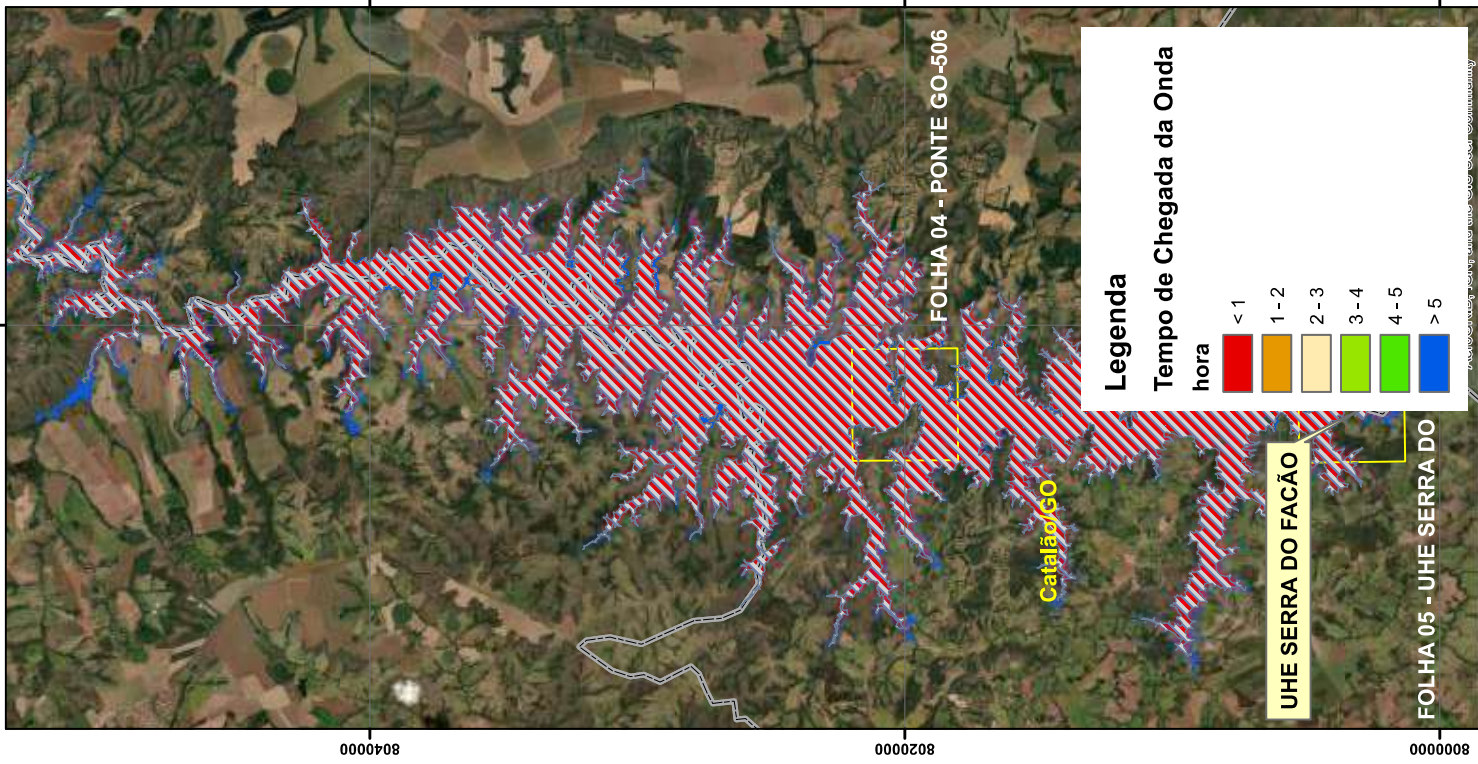 FOLHA 04 - PONTE GO-506
Catalão/GO
UHE SERRA DO FACÃO
FOLHA 05 - UHE SERRA DO
Legenda
Tempo de Chegada da Onda
hora
< 1
1 - 2
2 - 3
3 - 4
4 - 5
> 5
8040000
8020000
8000000